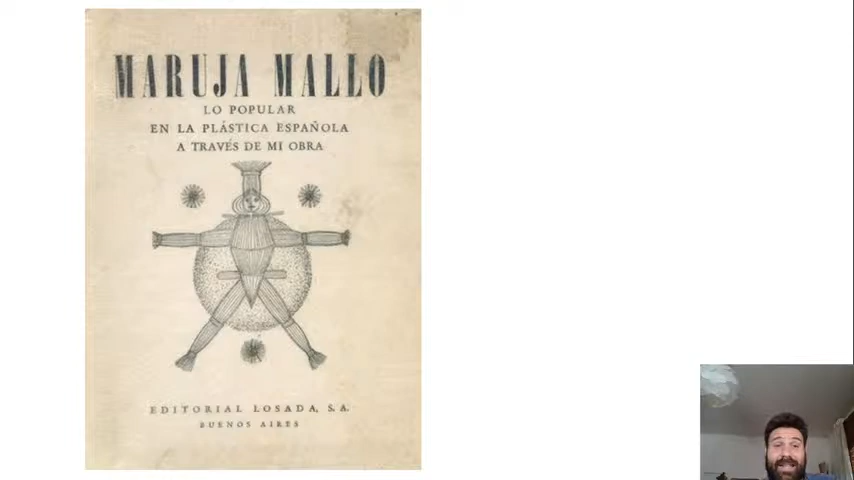 MARUJA MALLO
LO POPULAR
EN LA PLÁSTICA ESPAÑOLA
A TRAVÉS DE MI OBRA
EDITORIAL LOSADA, S. A.
BUENOS AIRES